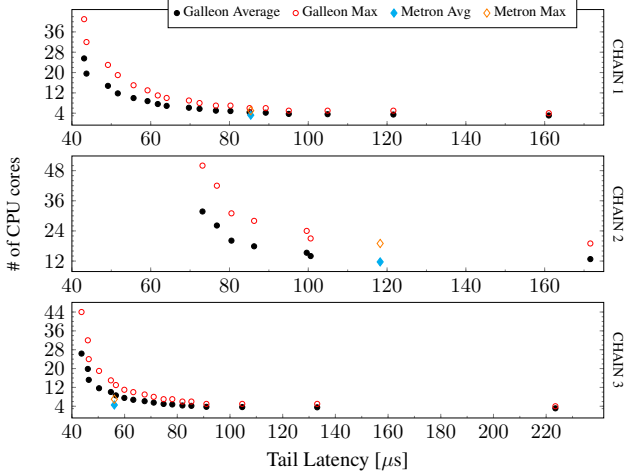 Galleon Average Galleon Max Metron Avg Metron Max
36
28
20
12
4
40 60 80 100 120 140 160
CHAIN 1
48
36
24
12
40 60 80 100 120 140 160
CHAIN 2
# of CPU cores
44
36
28
20
12
4
40 60 80 100 120 140 160 180 200 220
CHAIN 3
Tail Latency [μs]